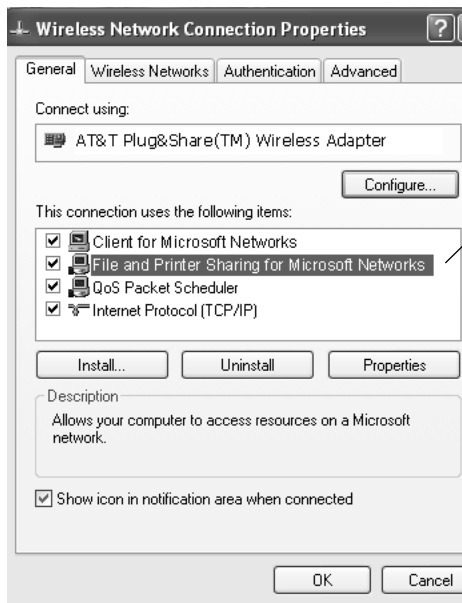 Wireless Network Connection Properties ?
General Wireless Networks Authentication Advanced
Connect using:
AT&T Plug&Share(TM) Wireless Adapter
Configure...
This connection uses the following items:
Client for Microsoft Networks
File and Printer Sharing for Microsoft Networks
QoS Packet Scheduler
Internet Protocol (TCP/IP)
Install... Uninstall Properties
Description
Allows your computer to access resources on a Microsoft
network.
Show icon in notification area when connected
OK Cancel